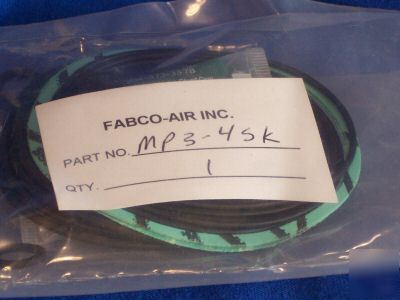 FABCO-AIR INC.
PART NO. MP3-4SK
QTY. 1